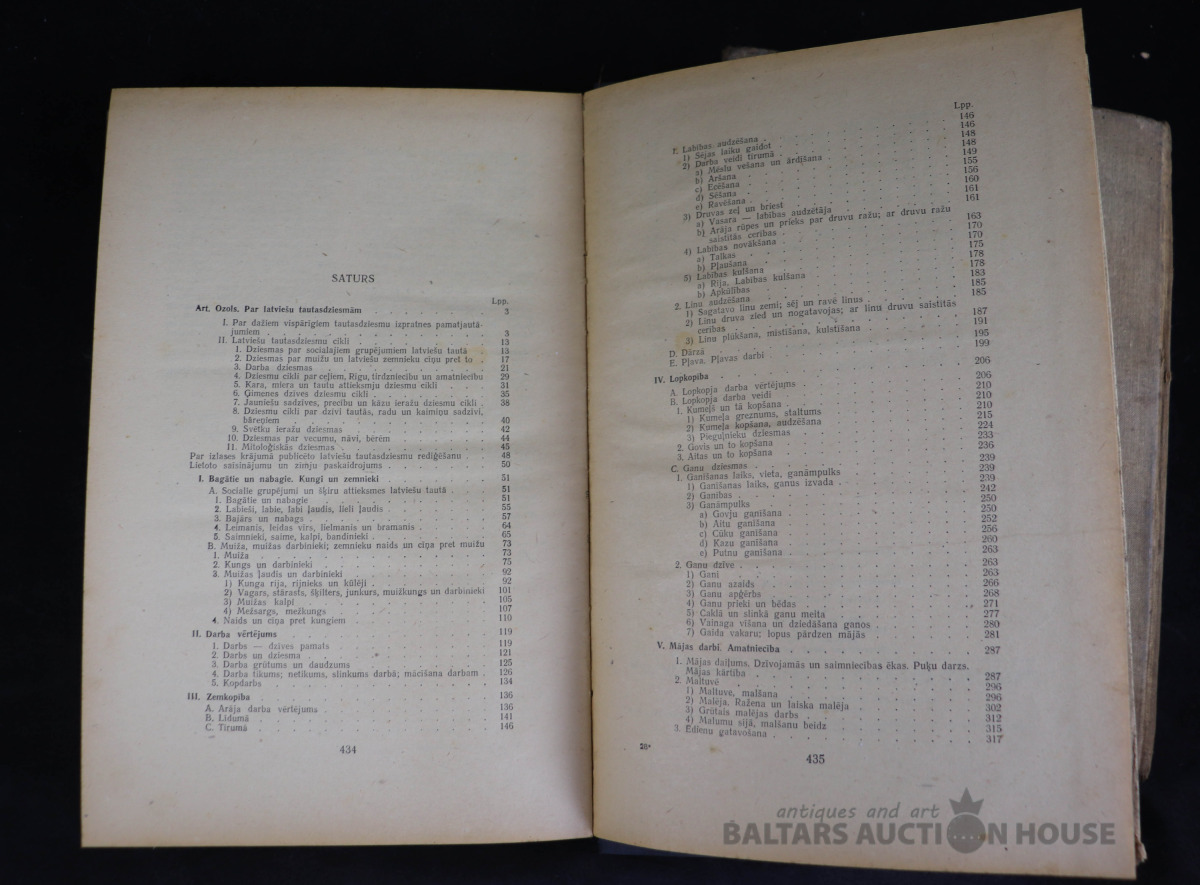 SATURS
Lpp.
Art. Ozols. Par latviešu tautasdziesmām 3
I. Par dažiem vispārīgiem tautasdziesmu izpratnes pamatjautā-
jumiem 3
II. Latviešu tautasdziesmu cikli 13
1. Dziesmas par sociālajiem grupējumiem latviešu tautā 13
2. Dziesmas par muižu un latviešu zemnieku cīņu pret to 17
3. Darba dziesmas 21
4. Dziesmu cikli par ceļiem, Rīgu, tirdzniecību un amatniecību 29
5. Kara, miera un tautu attieksmju dziesmu cikli 31
6. Ģimenes dzīves dziesmu cikli 35
7. Jauniešu sadzīves, precību un kāzu ieražu dziesmu cikli 38
8. Dziesmu cikli par dzīvi tautās, radu un kaimiņu sadzīvi,
bāreņiem 40
9. Svētku ieražu dziesmas 42
10. Dziesmas par vecumu, nāvi, bērēm 44
11. Mitoloģiskās dziesmas 45
Par izlases krājumā publicēto latviešu tautasdziesmu rediģēšanu 48
Lietoto saīsinājumu un zīmju paskaidrojums 50
I. Bagātie un nabagie. Kungi un zemnieki 51
A. Sociālie grupējumi un šķiru attieksmes latviešu tautā 51
1. Bagātie un nabagie 51
2. Labieši, labie, labi ļaudis, lieli ļaudis 55
3. Bajārs un nabags 57
4. Leimanis, leidas vīrs, lielmanis un bramanis 64
5. Saimnieki, saime, kalpi, bandinieki 65
B. Muiža, muižas darbinieki; zemnieku naids un cīņa pret muižu 73
1. Muiža 73
2. Kungs un darbinieki 75
3. Muižas ļaudis un darbinieki 92
1) Kunga rija, rijnieks un kūlēji 92
2) Vagars, stārasts, šķilters, junkurs, muižkungs un darbinieki 101
3) Muižas kalpi 105
4) Mežsargs, mežkungs 107
4. Naids un cīņa pret kungiem 110
II. Darba vērtējums 119
1. Darbs — dzīves pamats 119
2. Darbs un dziesma 121
3. Darba grūtums un daudzums 125
4. Darba tikums; netikums, slinkums darbā; mācīšana darbam 126
5. Kopdarbs 134
III. Zemkopība 136
A. Arāja darba vērtējums 136
B. Līdumā 141
C. Tīrumā 146
434
Lpp.
1. Labības audzēšana 146
1) Sējas laiku gaidot 146
2) Darba veidi tīrumā 148
a) Mēslu vešana un ārdīšana 148
b) Aršana 149
c) Ecēšana 155
d) Sēšana 156
e) Ravēšana 160
3) Druvas zeļ un briest 161
a) Vasara — labības audzētāja 161
b) Arāja rūpes un prieks par druvu ražu; ar druvu ražu
saistītās cerības 163
4) Labības novākšana 170
a) Talkas 170
b) Pļaušana 175
5) Labības kulšana 178
a) Rija. Labības kulšana 178
b) Apkūlības 183
2. Linu audzēšana 185
1) Sagatavo linu zemi; sēj un ravē linus 185
2) Linu druva zied un nogatavojas; ar linu druvu saistītās
cerības 187
3) Linu plūkšana, mīstīšana, kulstīšana 191
D. Dārzā 195
E. Pļava. Pļavas darbi 199
IV. Lopkopība 206
A. Lopkopja darba vērtējums 206
B. Lopkopja darba veidi 210
1. Kumeļš un tā kopšana 210
1) Kumeļa greznums, staltums 210
2) Kumeļa kopšana, audzēšana 215
3) Pieguļnieku dziesmas 224
2. Govis un to kopšana 233
3. Aitas un to kopšana 236
C. Ganu dziesmas 239
1. Ganīšanas laiks, vieta, ganāmpulks 239
1) Ganīšanas laiks, ganus izvada 239
2) Ganības 242
3) Ganāmpulks 250
a) Govju ganīšana 250
b) Aitu ganīšana 252
c) Cūku ganīšana 256
d) Kazu ganīšana 260
e) Putnu ganīšana 263
2. Ganu dzīve 263
1) Gani 263
2) Ganu azaids 266
3) Ganu apģērbs 268
4) Ganu prieki un bēdas 271
5) Čaklā un slinkā ganu meita 277
6) Vainaga vīšana un dziedāšana ganos 280
7) Gaida vakaru; lopus pārdzen mājās 281
V. Mājas darbi. Amatniecība 287
1. Mājas daiļums. Dzīvojamās un saimniecības ēkas. Puķu dārzs.
Mājas kārtība 287
2. Maltuvē 296
1) Maltuve, malšana 296
2) Malēja. Ražena un laiska malēja 302
3) Grūtais malējas darbs 312
4) Malumu sijā, malšanu beidz 315
3. Ēdienu gatavošana 317
28*
435
antiques and art
BALTARS AUCTION HOUSE